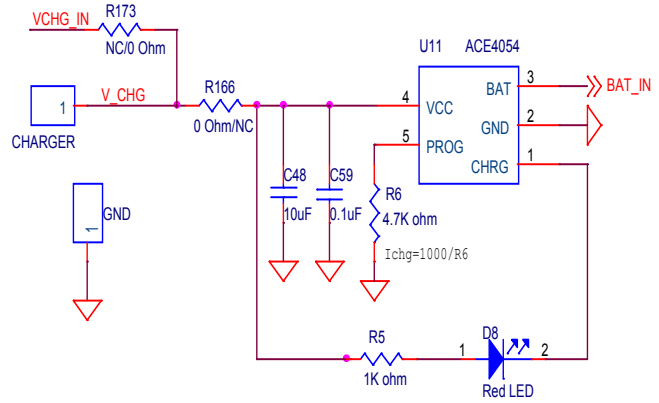 R173
VCHG_IN
NC/0 Ohm
U11 ACE4054
R166
V_CHG
1
0 Ohm/NC
CHARGER
4 VCC
BAT 3
BAT_IN
GND 2
5 PROG
CHRG 1
C48
10uF
C59
0.1uF
R6
4.7K ohm
Ichg=1000/R6
GND
1
R5
1K ohm
D8
1
2
Red LED